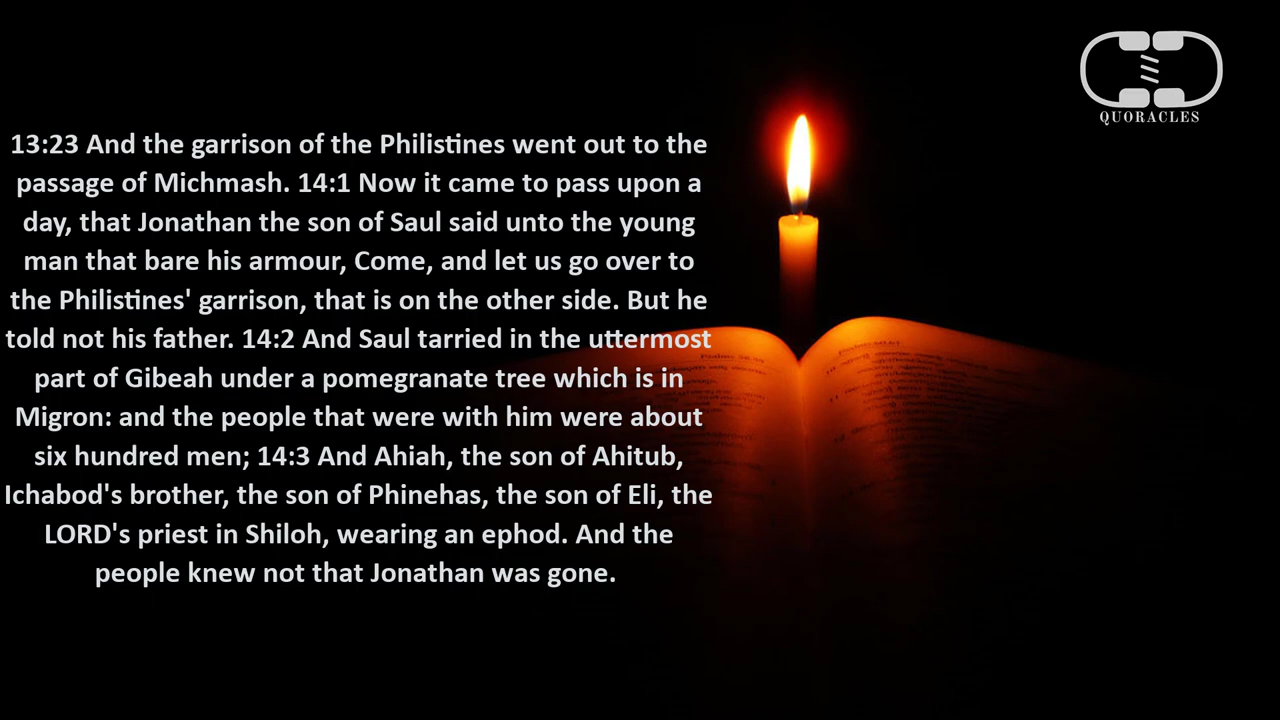 QUORACLES
13:23 And the garrison of the Philistines went out to the
passage of Michmash. 14:1 Now it came to pass upon a
day, that Jonathan the son of Saul said unto the young
man that bare his armour, Come, and let us go over to
the Philistines' garrison, that is on the other side. But he
told not his father. 14:2 And Saul tarried in the uttermost
part of Gibeah under a pomegranate tree which is in
Migron: and the people that were with him were about
six hundred men; 14:3 And Ahiah, the son of Ahitub,
Ichabod's brother, the son of Phinehas, the son of Eli, the
LORD's priest in Shiloh, wearing an ephod. And the
people knew not that Jonathan was gone.